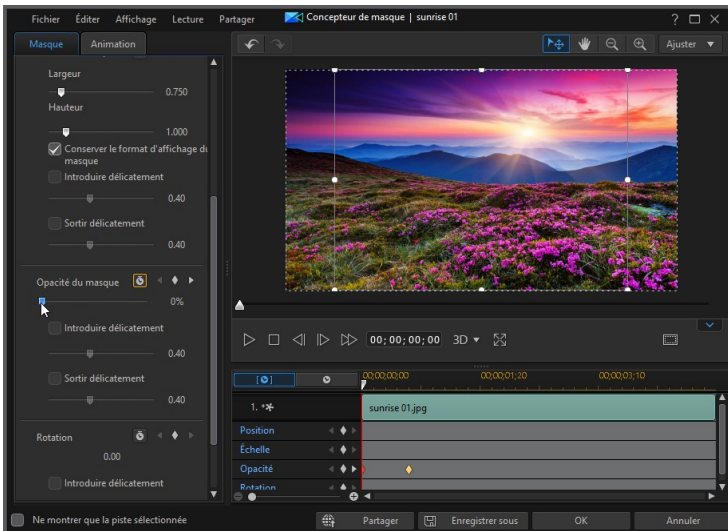 Fichier Éditer Affichage Lecture Partager Concepteur de masque | sunrise 01 ?
Masque Animation Ajuster
Largeur
0.750
Hauteur
1.000
Conserver le format d'affichage du
masque
Introduire délicatement
0.40
Sortir délicatement
0.40
Opacité du masque
0%
Introduire délicatement
0.40
Sortir délicatement
0.40
Rotation
0.00
Introduire délicatement
00;00;00;00 3D
00;00;00;00 00;00;01;20 00;00;03;10
1. sunrise 01.jpg
Position
Échelle
Opacité
Rotation
Ne montrer que la piste sélectionnée Partager Enregistrer sous OK Annuler